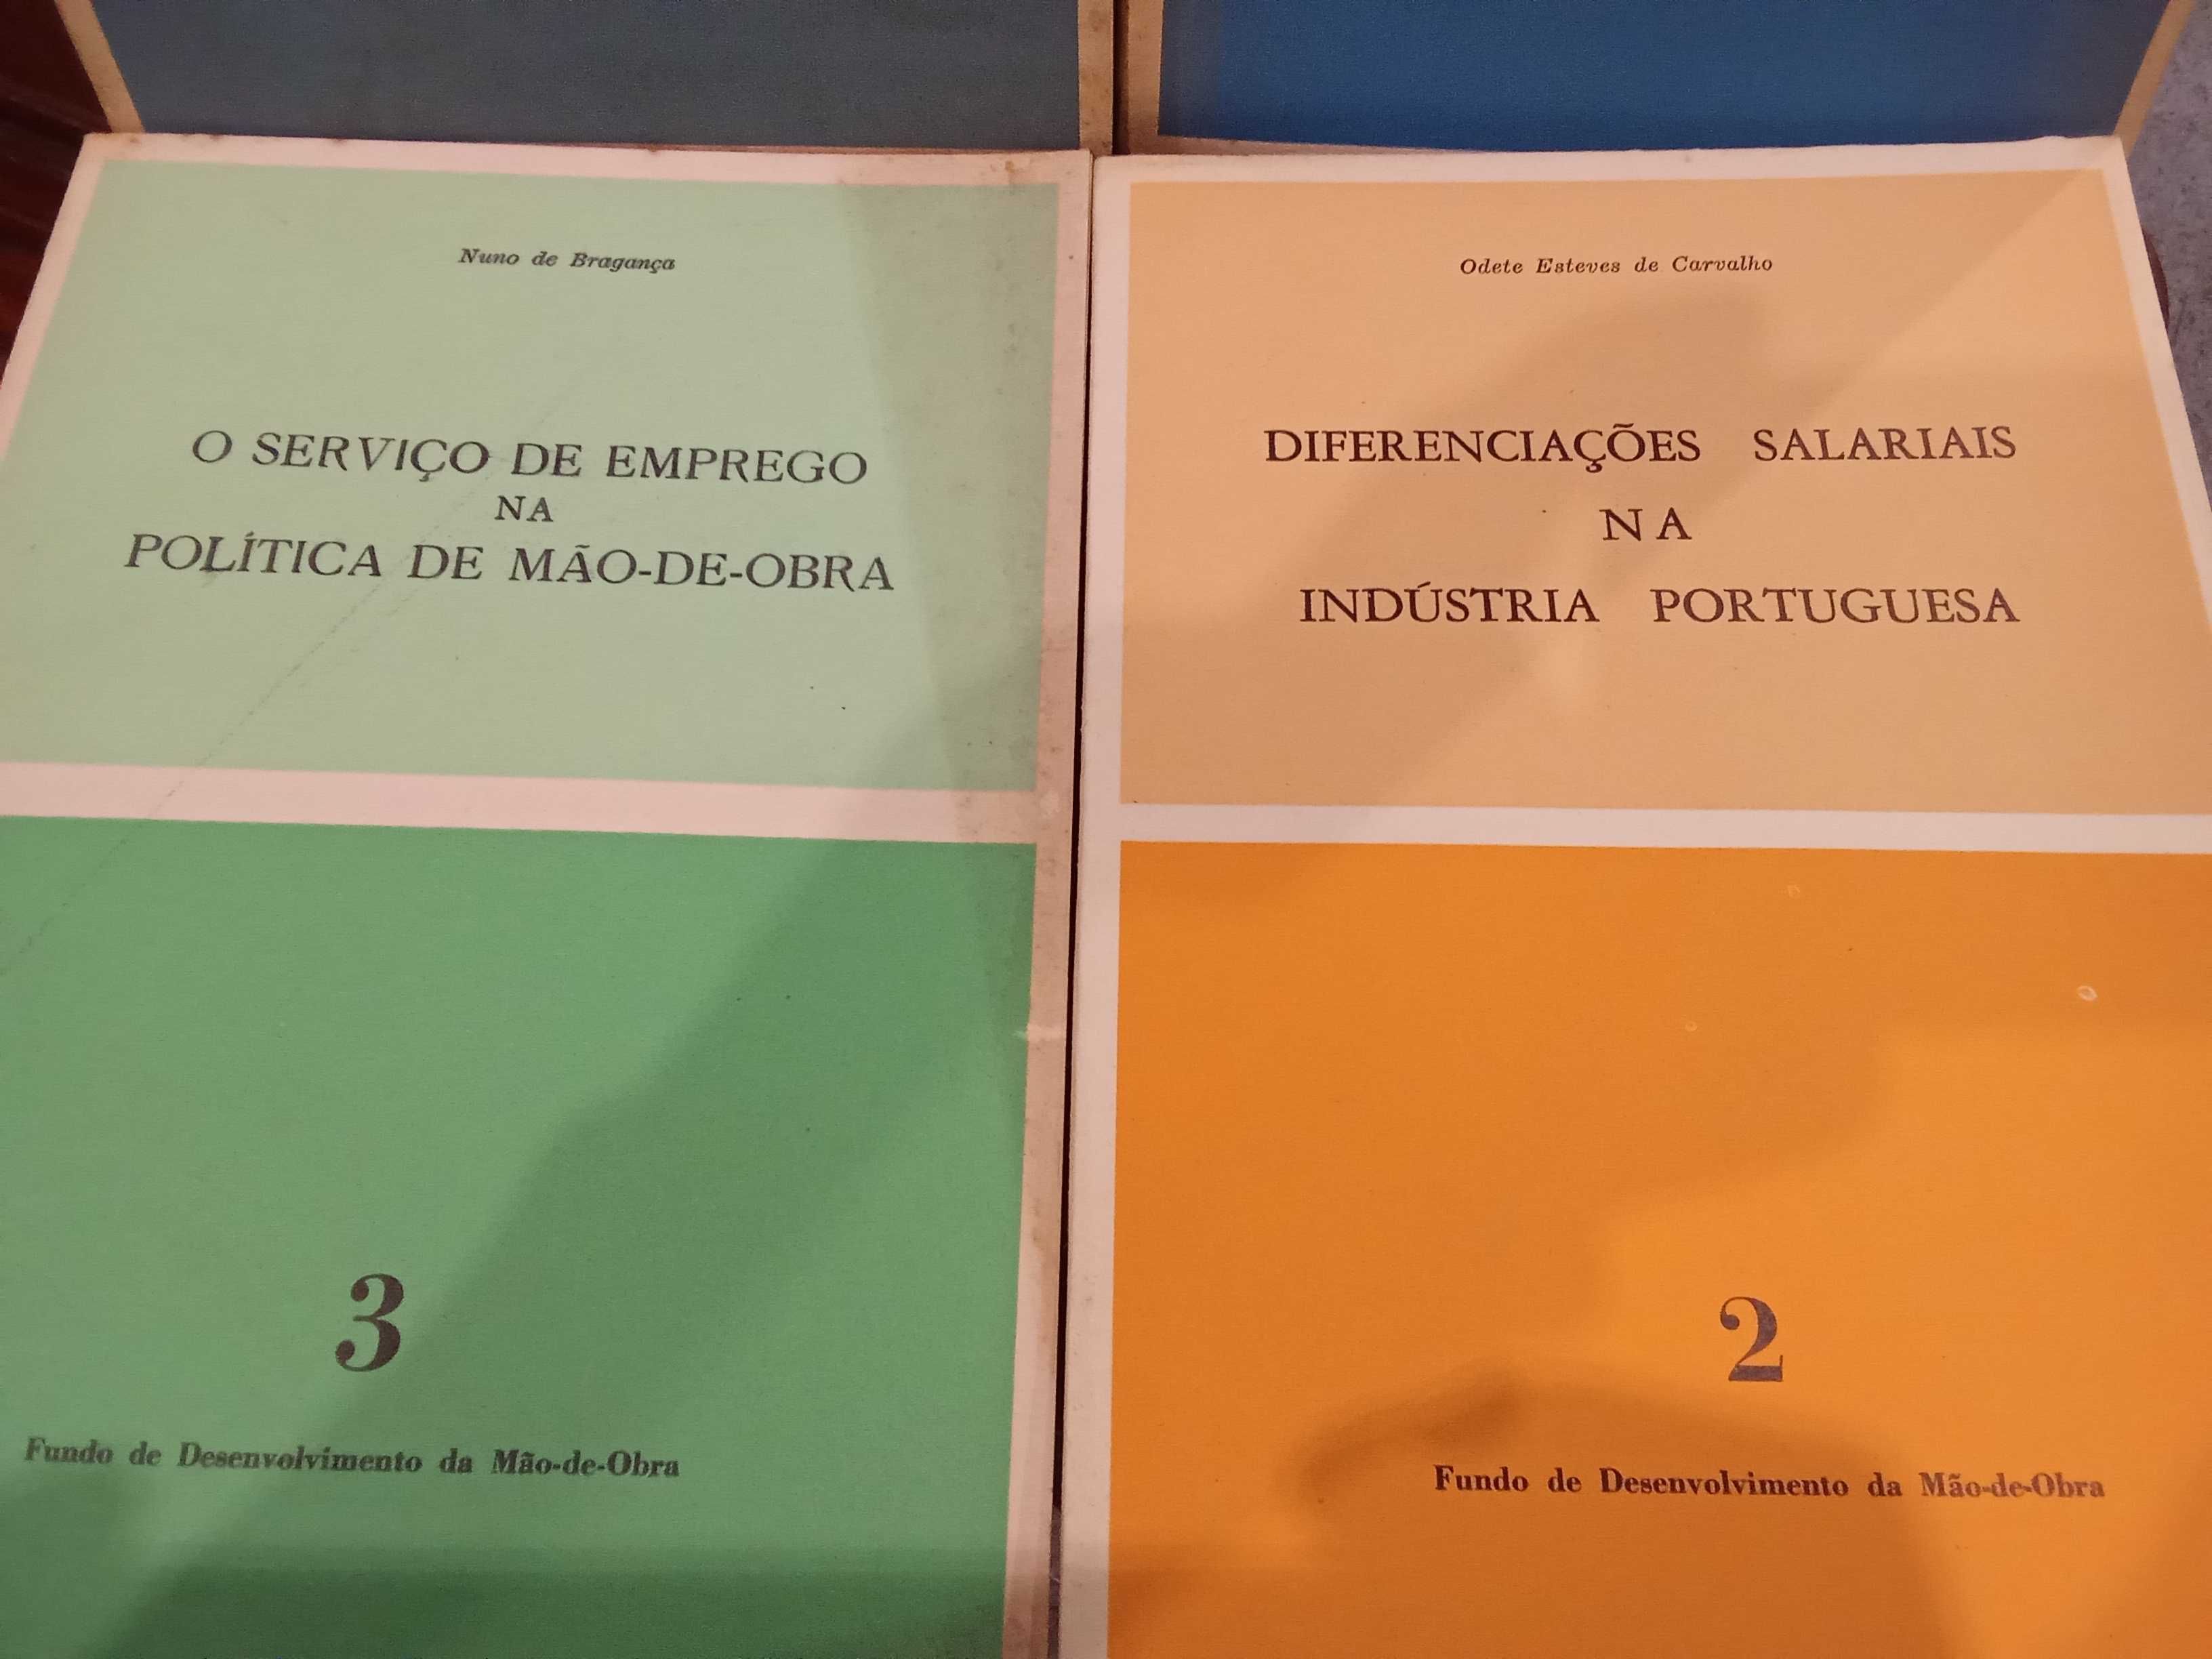 Nuno de Bragança
O SERVIÇO DE EMPREGO
NA
POLÍTICA DE MÃO-DE-OBRA
3
Fundo de Desenvolvimento da Mão-de-Obra
Odete Esteves de Carvalho
DIFERENCIAÇÕES SALARIAIS
NA
INDÚSTRIA PORTUGUESA
2
Fundo de Desenvolvimento da Mão-de-Obra